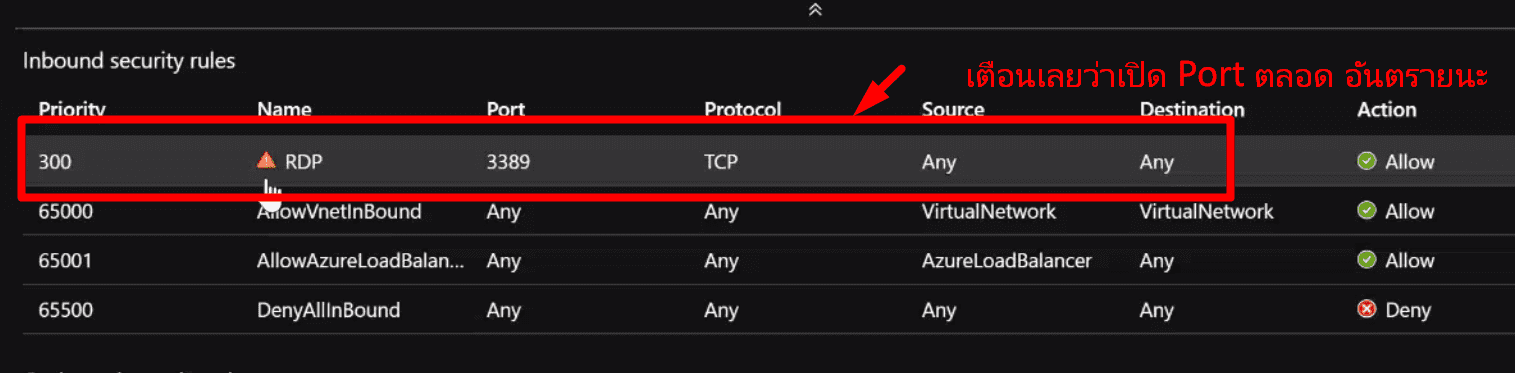 Inbound security rules
เตือนเลยว่าเปิด Port ตลอด อันตรายนะ
Priority Name Port Protocol Source Destination Action
300 RDP 3389 TCP Any Any Allow
65000 AllowVnetInBound Any Any VirtualNetwork VirtualNetwork Allow
65001 AllowAzureLoadBalan... Any Any AzureLoadBalancer Any Allow
65500 DenyAllInBound Any Any Any Any Deny